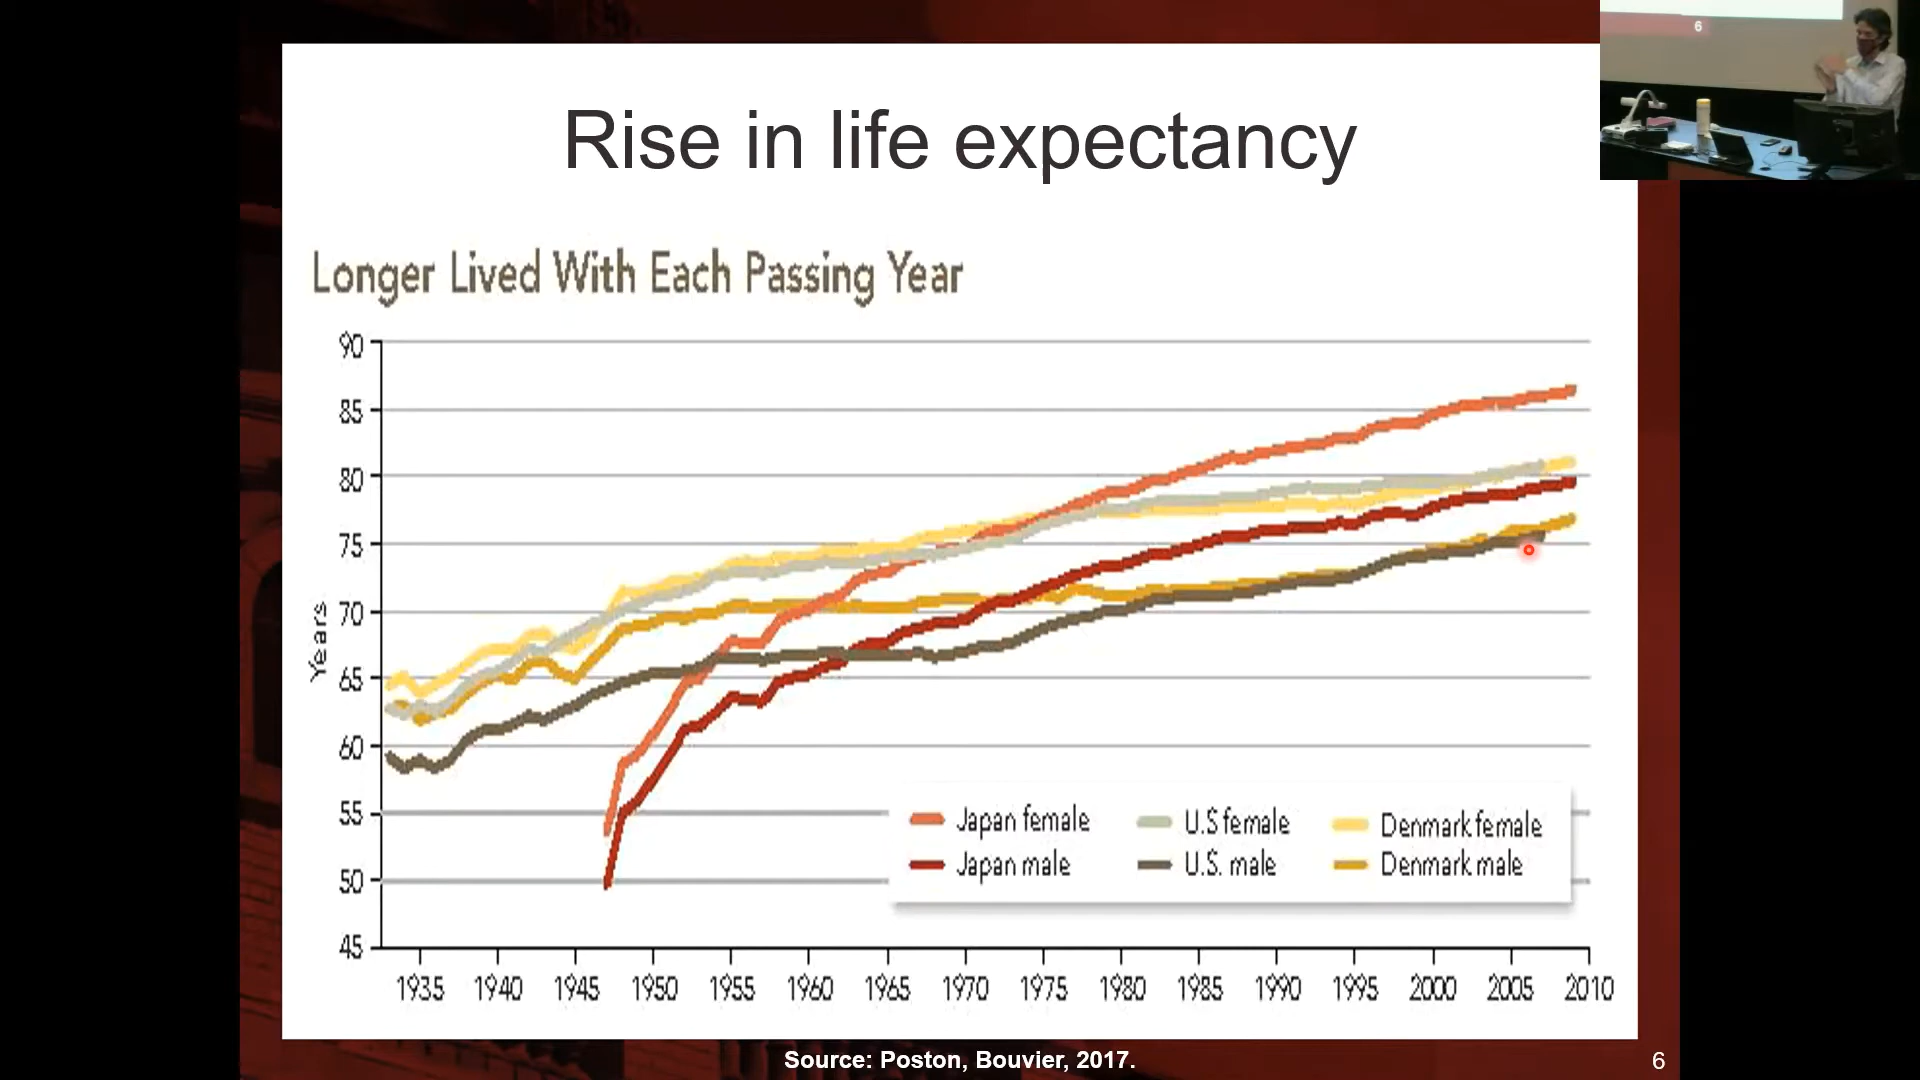 6
Rise in life expectancy
Longer Lived With Each Passing Year
90
85
80
75
70
65
60
55
50
45
Years
Japan female
U.S female
Denmark female
Japan male
U.S. male
Denmark male
1935 1940 1945 1950 1955 1960 1965 1970 1975 1980 1985 1990 1995 2000 2005 2010
Source: Poston, Bouvier, 2017.
6